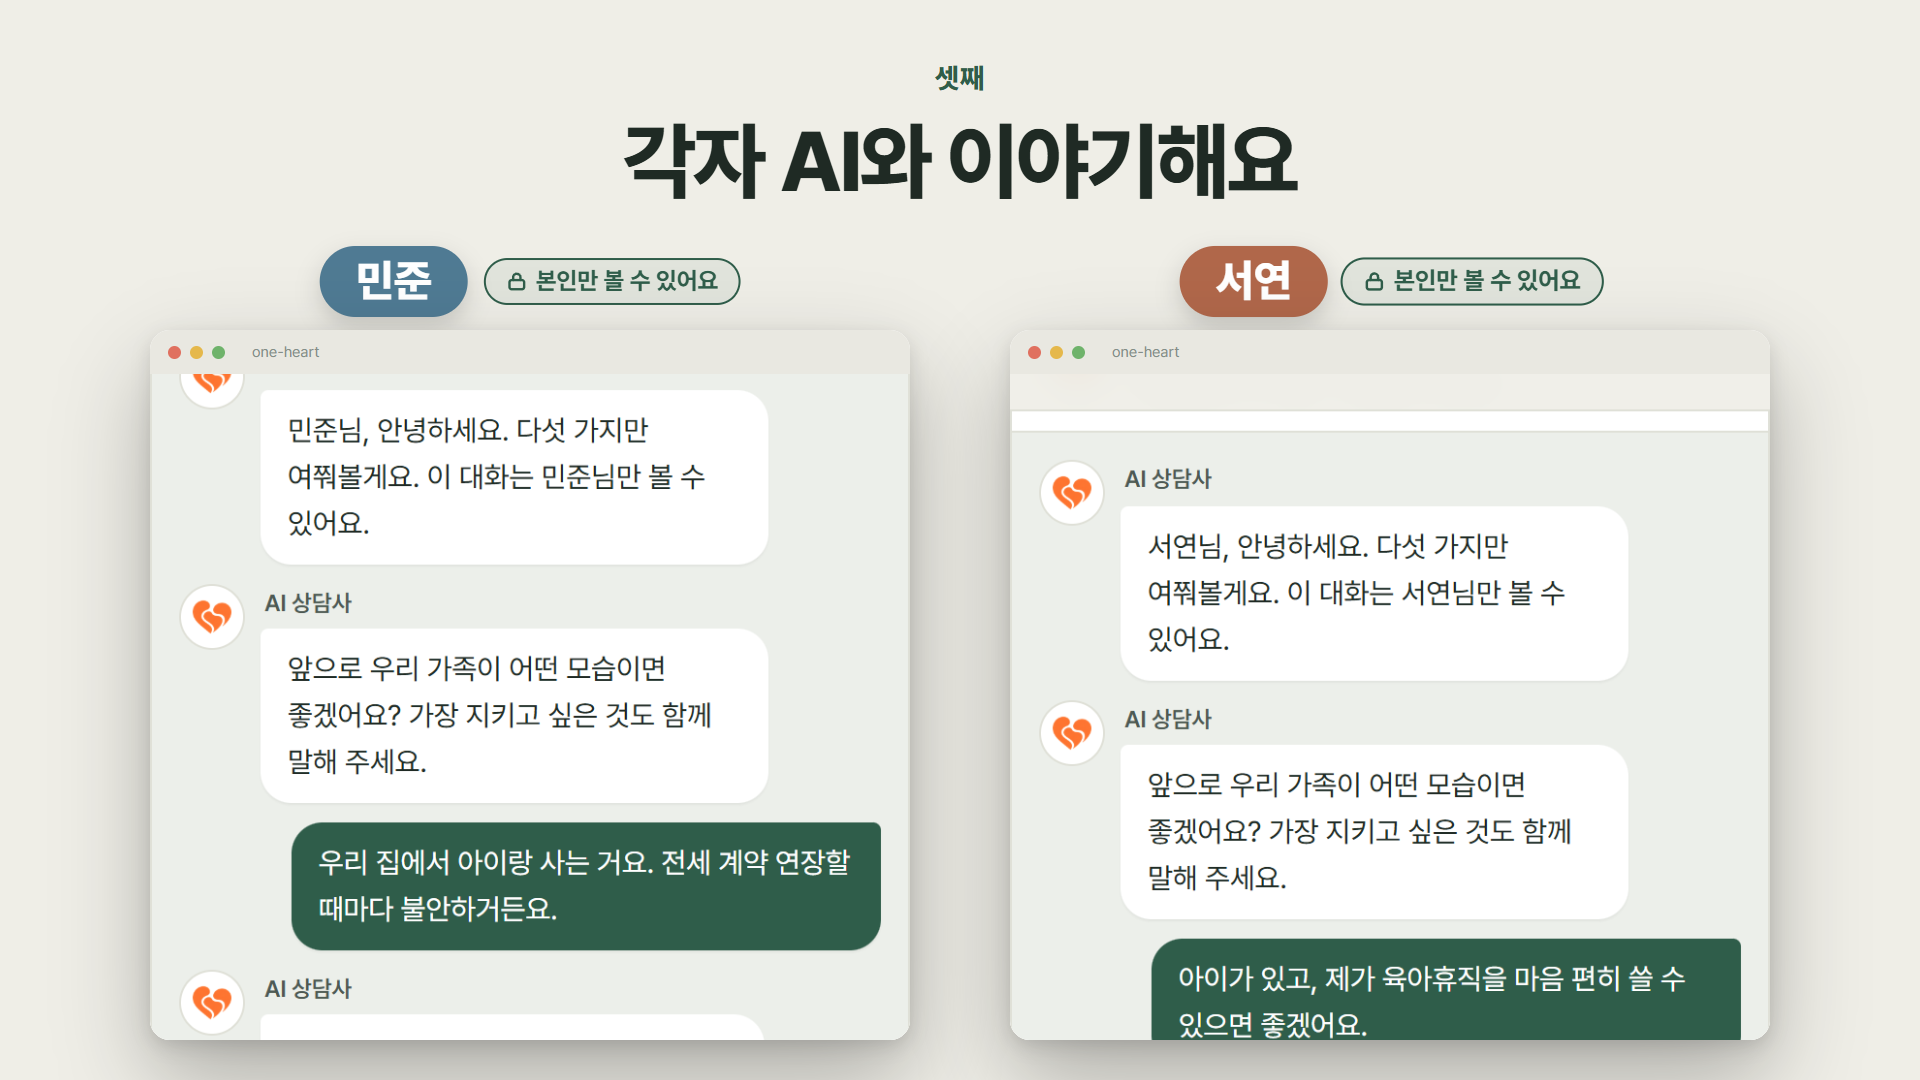 셋째
각자 AI와 이야기해요
민준
본인만 볼 수 있어요
one-heart
민준님, 안녕하세요. 다섯 가지만
여쭤볼게요. 이 대화는 민준님만 볼 수
있어요.
AI 상담사
앞으로 우리 가족이 어떤 모습이면
좋겠어요? 가장 지키고 싶은 것도 함께
말해 주세요.
우리 집에서 아이랑 사는 거요. 전세 계약 연장할
때마다 불안하거든요.
AI 상담사
서연
본인만 볼 수 있어요
one-heart
AI 상담사
서연님, 안녕하세요. 다섯 가지만
여쭤볼게요. 이 대화는 서연님만 볼 수
있어요.
AI 상담사
앞으로 우리 가족이 어떤 모습이면
좋겠어요? 가장 지키고 싶은 것도 함께
말해 주세요.
아이가 있고, 제가 육아휴직을 마음 편히 쓸 수
있으면 좋겠어요.